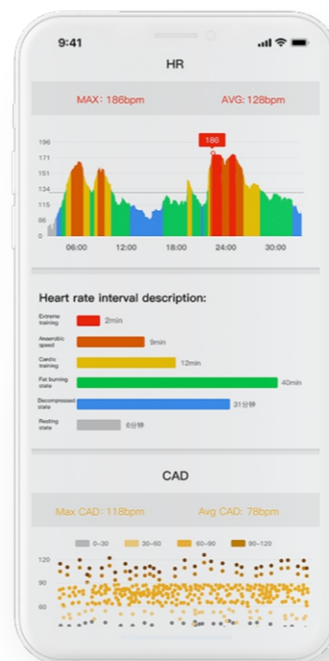 9:41
HR
MAX: 186bpm AVG: 128bpm
186
196
171
151
134
115
86
0
06:00 12:00 18:00 24:00 30:00
Heart rate interval description:
Extreme training 2min
Anaerobic speed 9min
Cardio training 12min
Fat burning state 40min
Decompressed state 31分钟
Resting state 6分钟
CAD
Max CAD: 118bpm Avg CAD: 78bpm
0-30 30-60 60-90 90-120
120
90
60